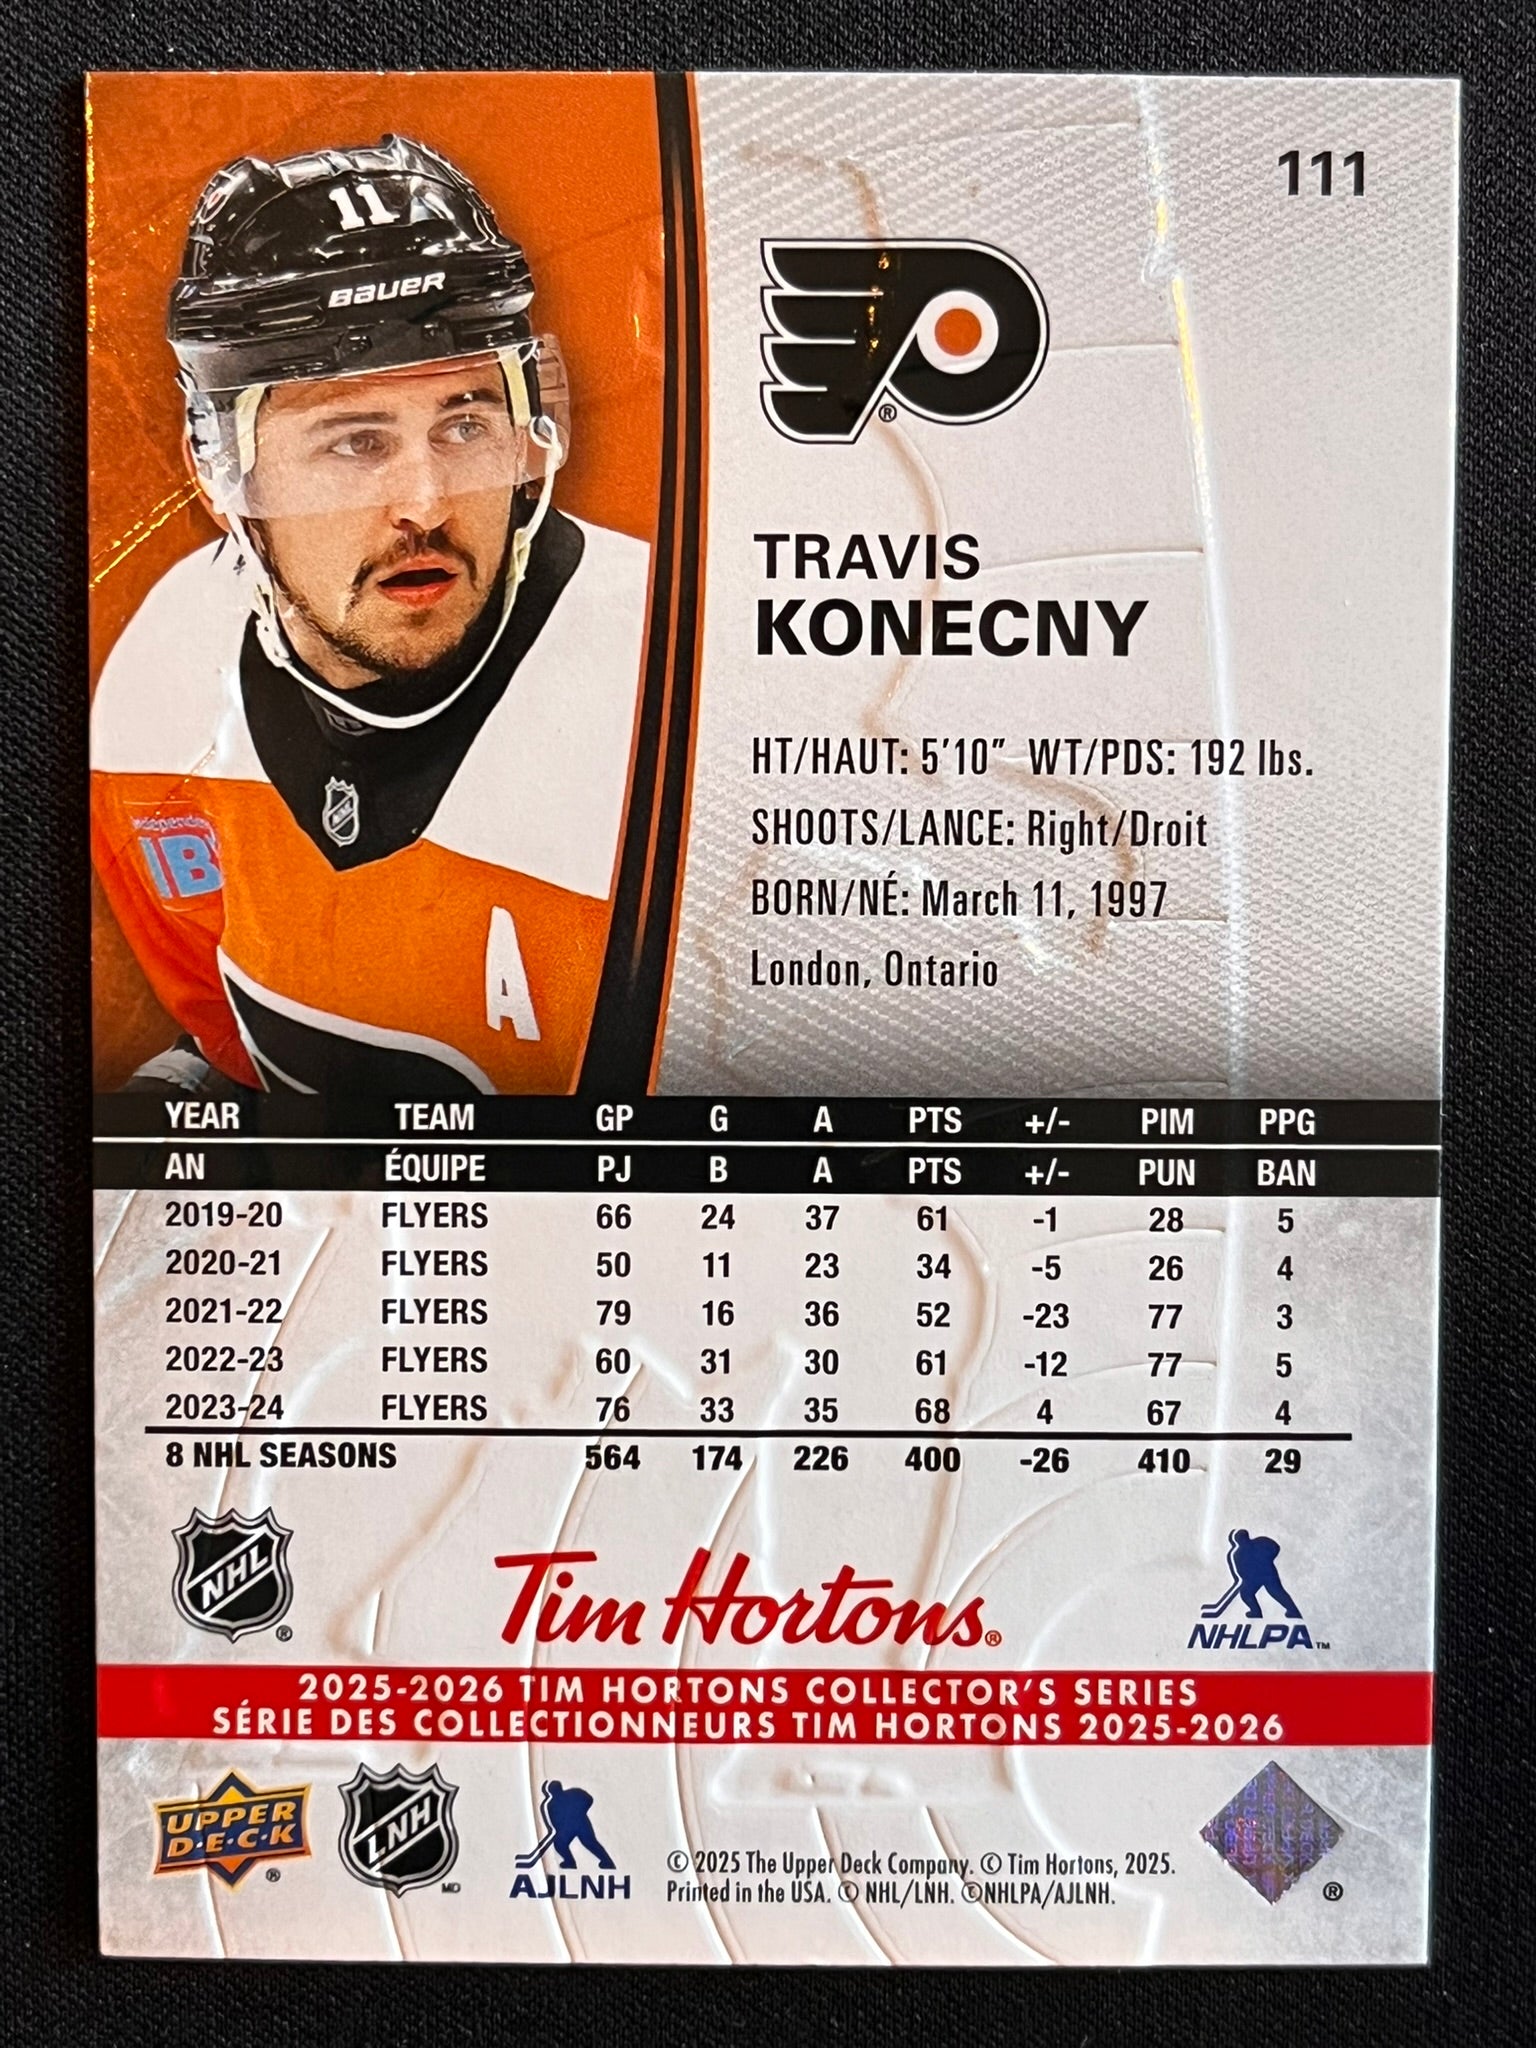 111
11
BAUER
P
®
TRAVIS
KONECNY
HT/HAUT: 5'10" WT/PDS: 192 lbs.
SHOOTS/LANCE: Right/Droit
BORN/NÉ: March 11, 1997
London, Ontario
IB
A
YEAR TEAM GP G A PTS +/- PIM PPG
AN ÉQUIPE PJ B A PTS +/- PUN BAN
2019-20 FLYERS 66 24 37 61 -1 28 5
2020-21 FLYERS 50 11 23 34 -5 26 4
2021-22 FLYERS 79 16 36 52 -23 77 3
2022-23 FLYERS 60 31 30 61 -12 77 5
2023-24 FLYERS 76 33 35 68 4 67 4
8 NHL SEASONS 564 174 226 400 -26 410 29
NHL ®
Tim Hortons®
NHLPA™
2025-2026 TIM HORTONS COLLECTOR'S SERIES
SÉRIE DES COLLECTIONNEURS TIM HORTONS 2025-2026
UPPER
D·E·C·K ®
LNH MD
AJLNH
© 2025 The Upper Deck Company. © Tim Hortons, 2025.
Printed in the USA. © NHL/LNH. ©NHLPA/AJLNH.
®